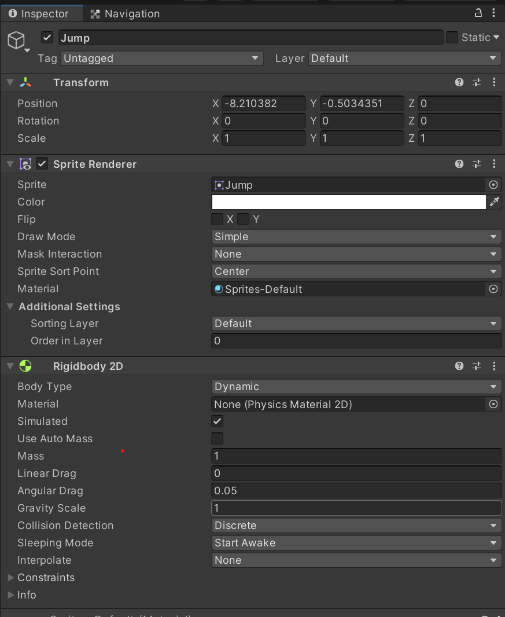 Inspector Navigation
Jump Static
Tag Untagged Layer Default
Transform
Position X -8.210382 Y -0.5034351 Z 0
Rotation X 0 Y 0 Z 0
Scale X 1 Y 1 Z 1
Sprite Renderer
Sprite Jump
Color
Flip X Y
Draw Mode Simple
Mask Interaction None
Sprite Sort Point Center
Material Sprites-Default
Additional Settings
Sorting Layer Default
Order in Layer 0
Rigidbody 2D
Body Type Dynamic
Material None (Physics Material 2D)
Simulated
Use Auto Mass
Mass 1
Linear Drag 0
Angular Drag 0.05
Gravity Scale 1
Collision Detection Discrete
Sleeping Mode Start Awake
Interpolate None
Constraints
Info